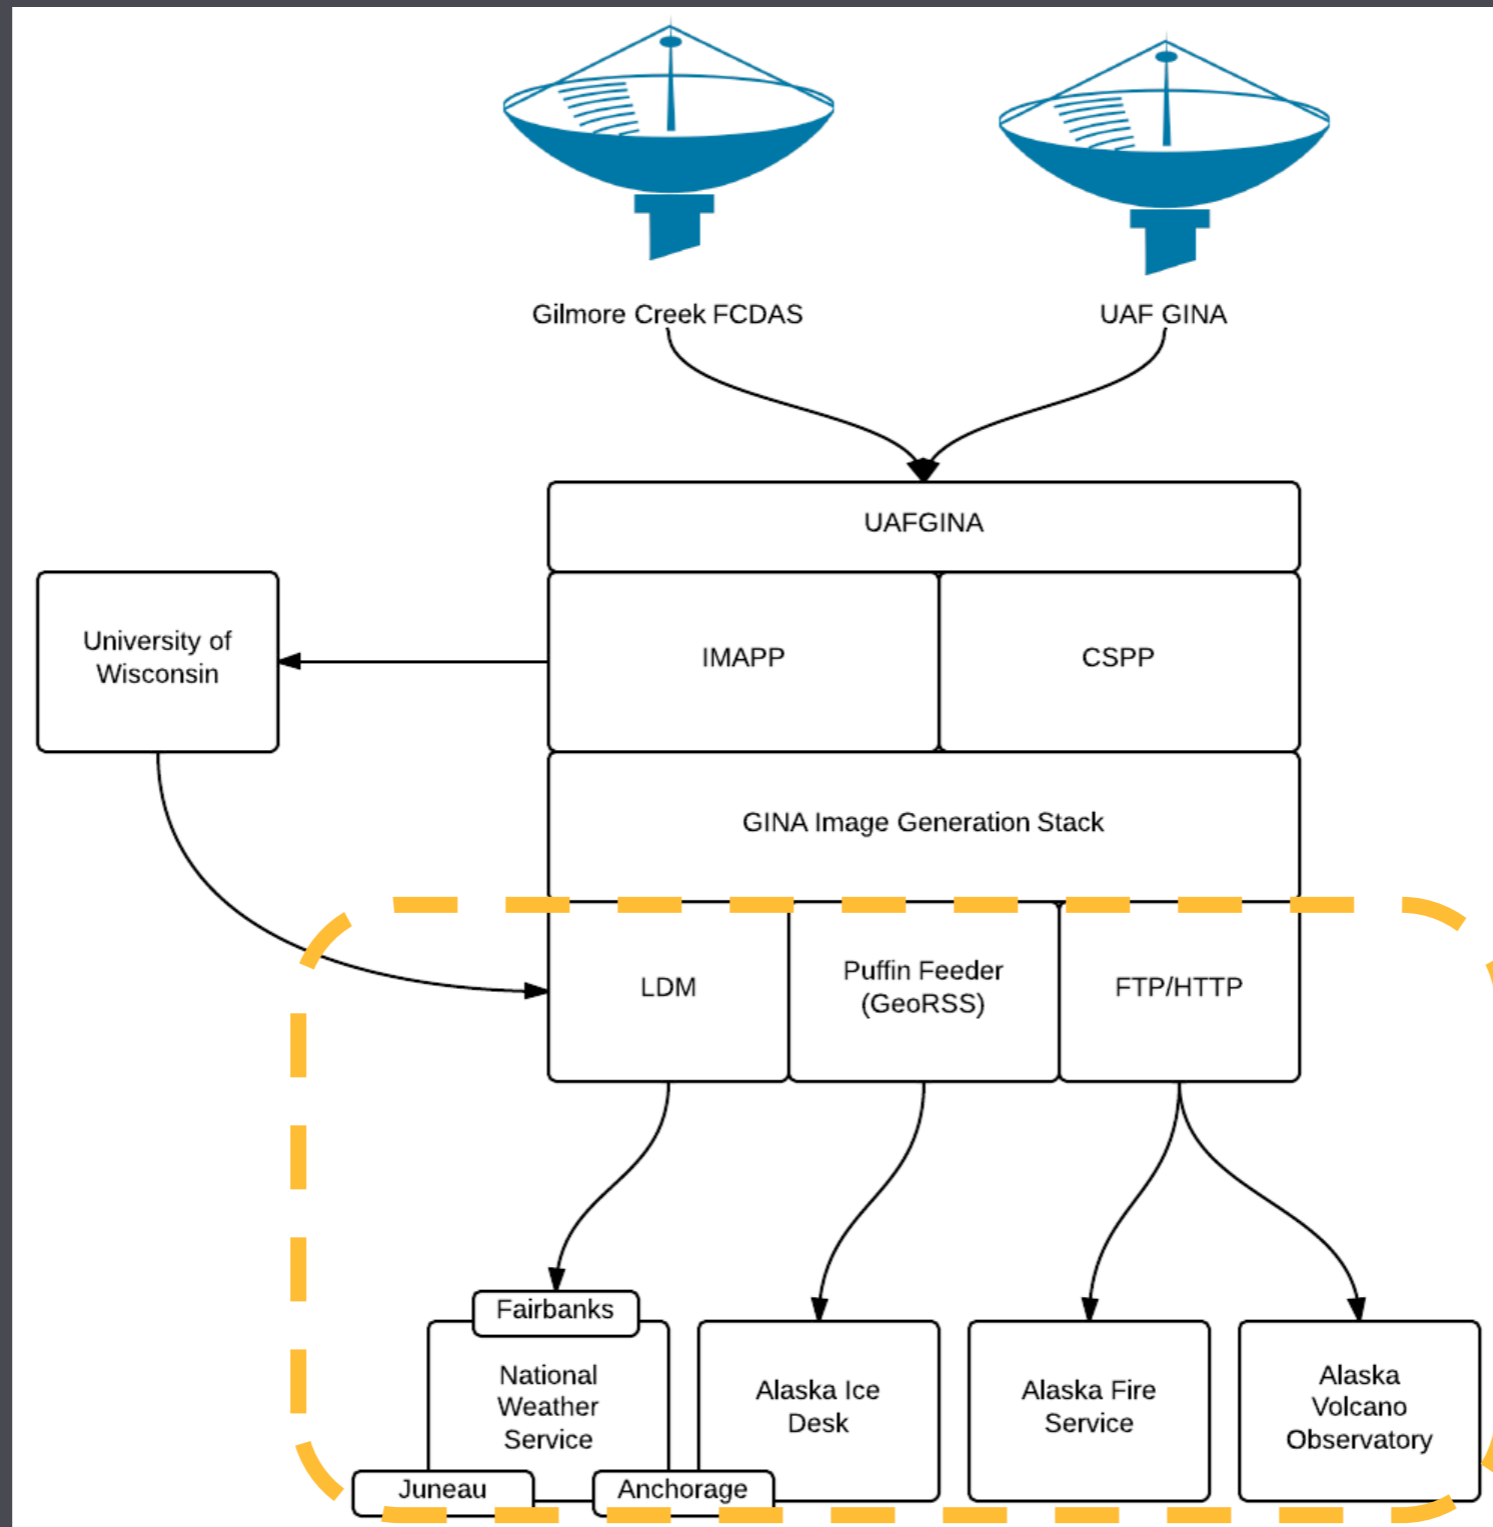 Gilmore Creek FCDAS
UAF GINA
UAFGINA
University of
Wisconsin
IMAPP
CSPP
GINA Image Generation Stack
LDM
Puffin Feeder
(GeoRSS)
FTP/HTTP
Fairbanks
National
Weather
Service
Juneau
Anchorage
Alaska Ice
Desk
Alaska Fire
Service
Alaska
Volcano
Observatory